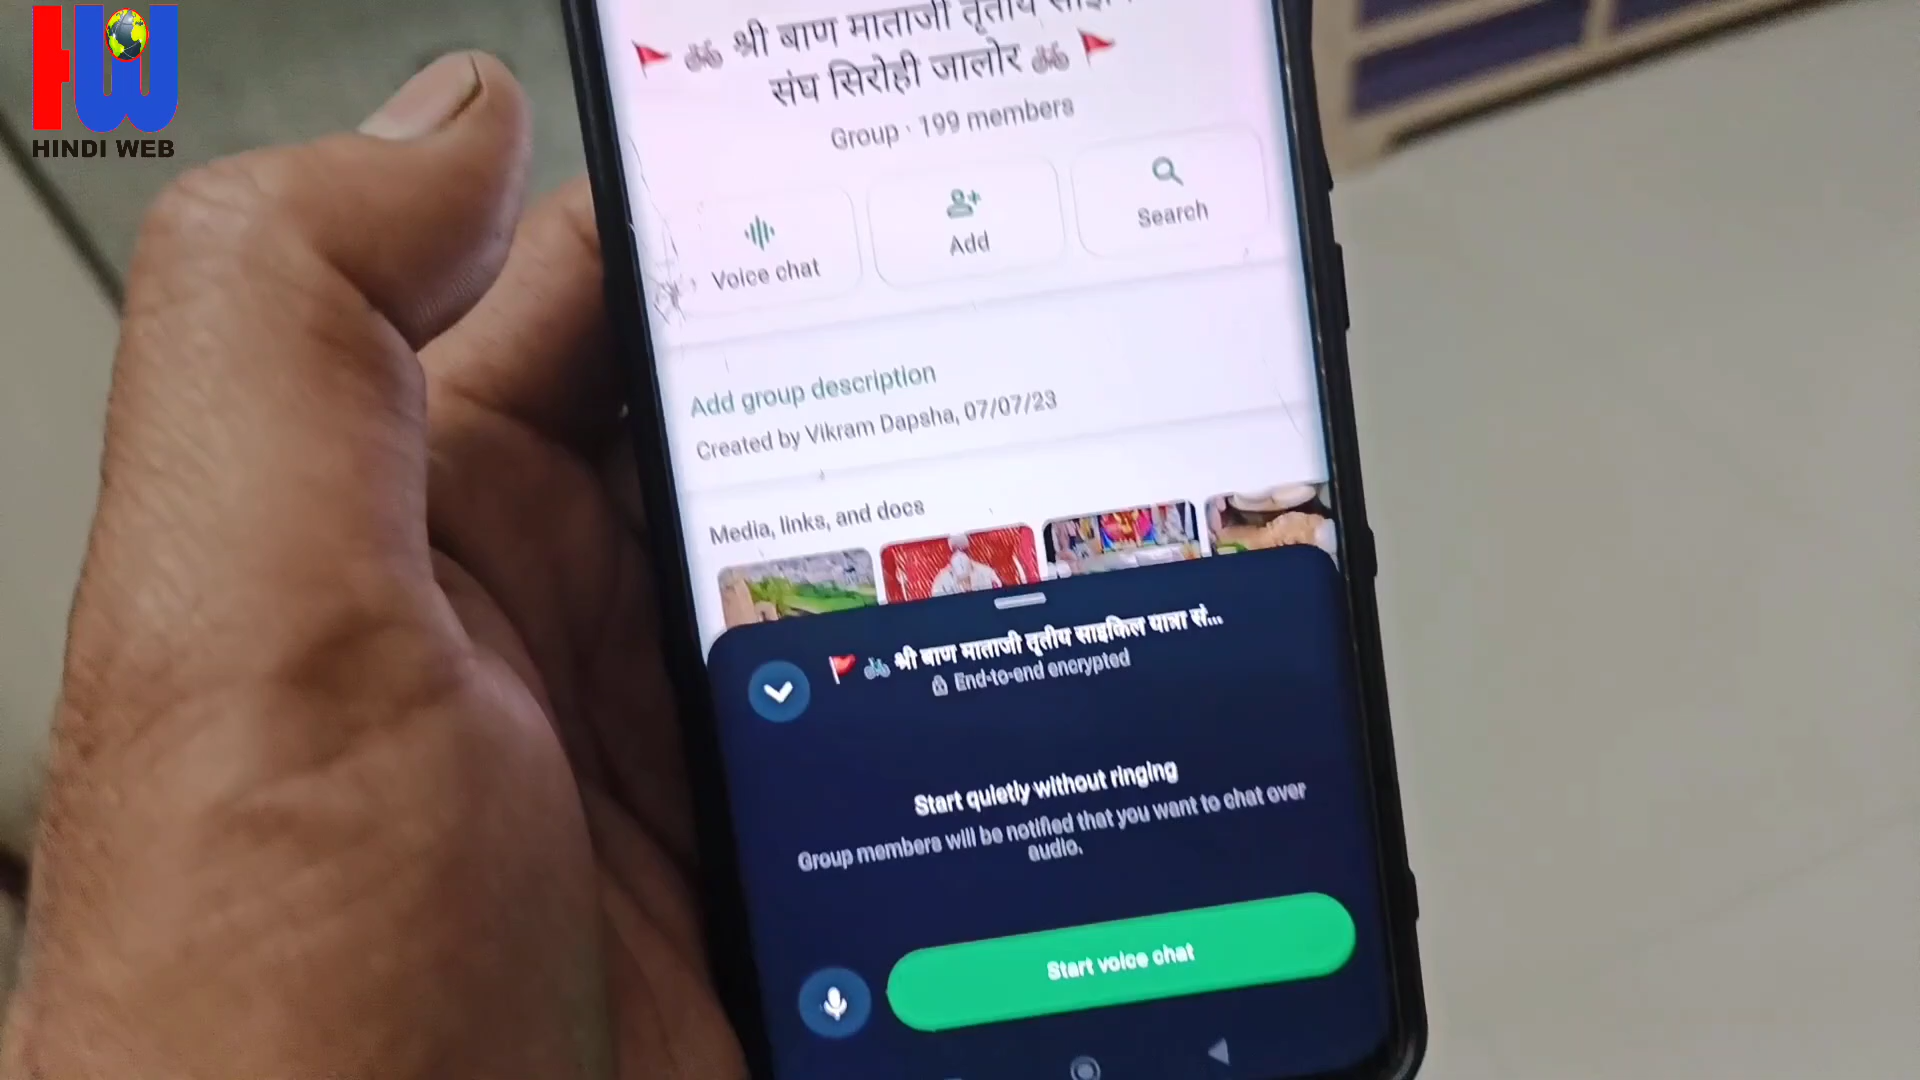 HW
HINDI WEB
श्री बाण माताजी तृतीय
संघ सिरोही जालोर
Group · 199 members
Voice chat
Add
Search
Add group description
Created by Vikram Dapsha, 07/07/23
Media, links, and docs
श्री बाण माताजी तृतीय साइकिल यात्रा सं...
End-to-end encrypted
Start quietly without ringing
Group members will be notified that you want to chat over
audio.
Start voice chat